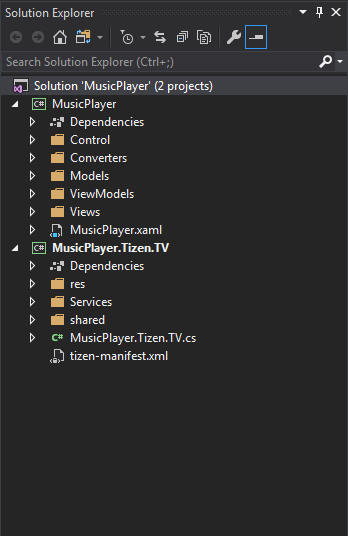 Solution Explorer
Search Solution Explorer (Ctrl+;)
Solution 'MusicPlayer' (2 projects)
C# MusicPlayer
Dependencies
Control
Converters
Models
ViewModels
Views
MusicPlayer.xaml
C# MusicPlayer.Tizen.TV
Dependencies
res
Services
shared
C# MusicPlayer.Tizen.TV.cs
tizen-manifest.xml